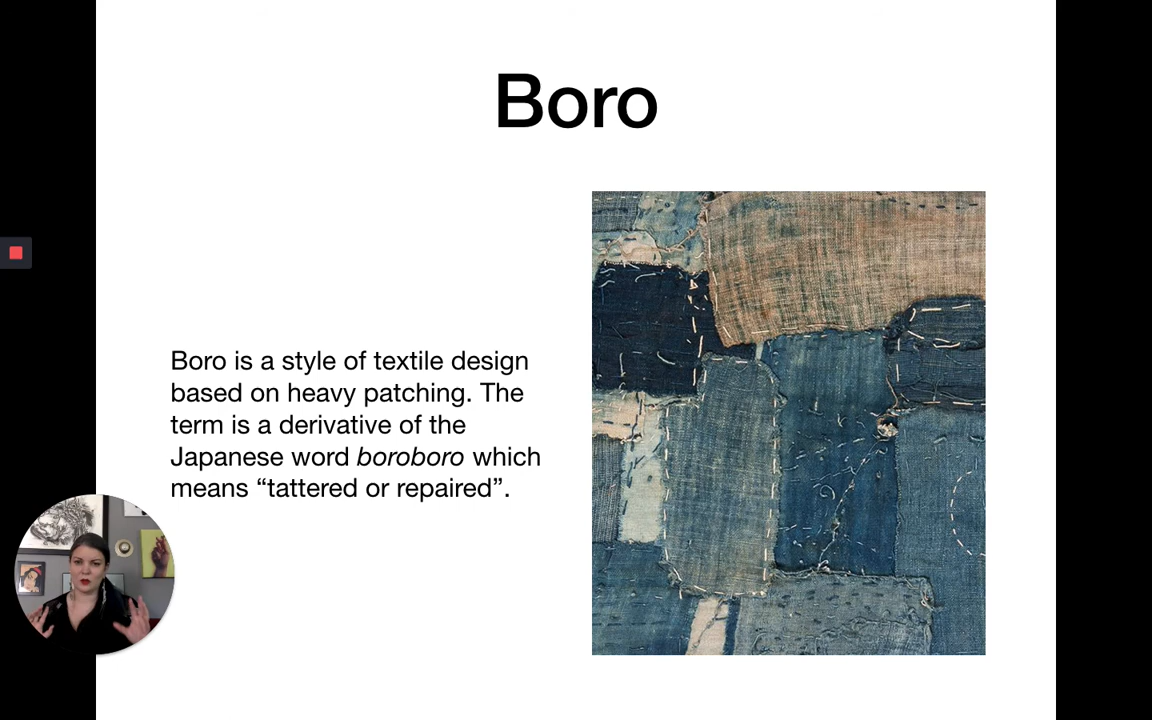 Boro
Boro is a style of textile design
based on heavy patching. The
term is a derivative of the
Japanese word boroboro which
means “tattered or repaired”.